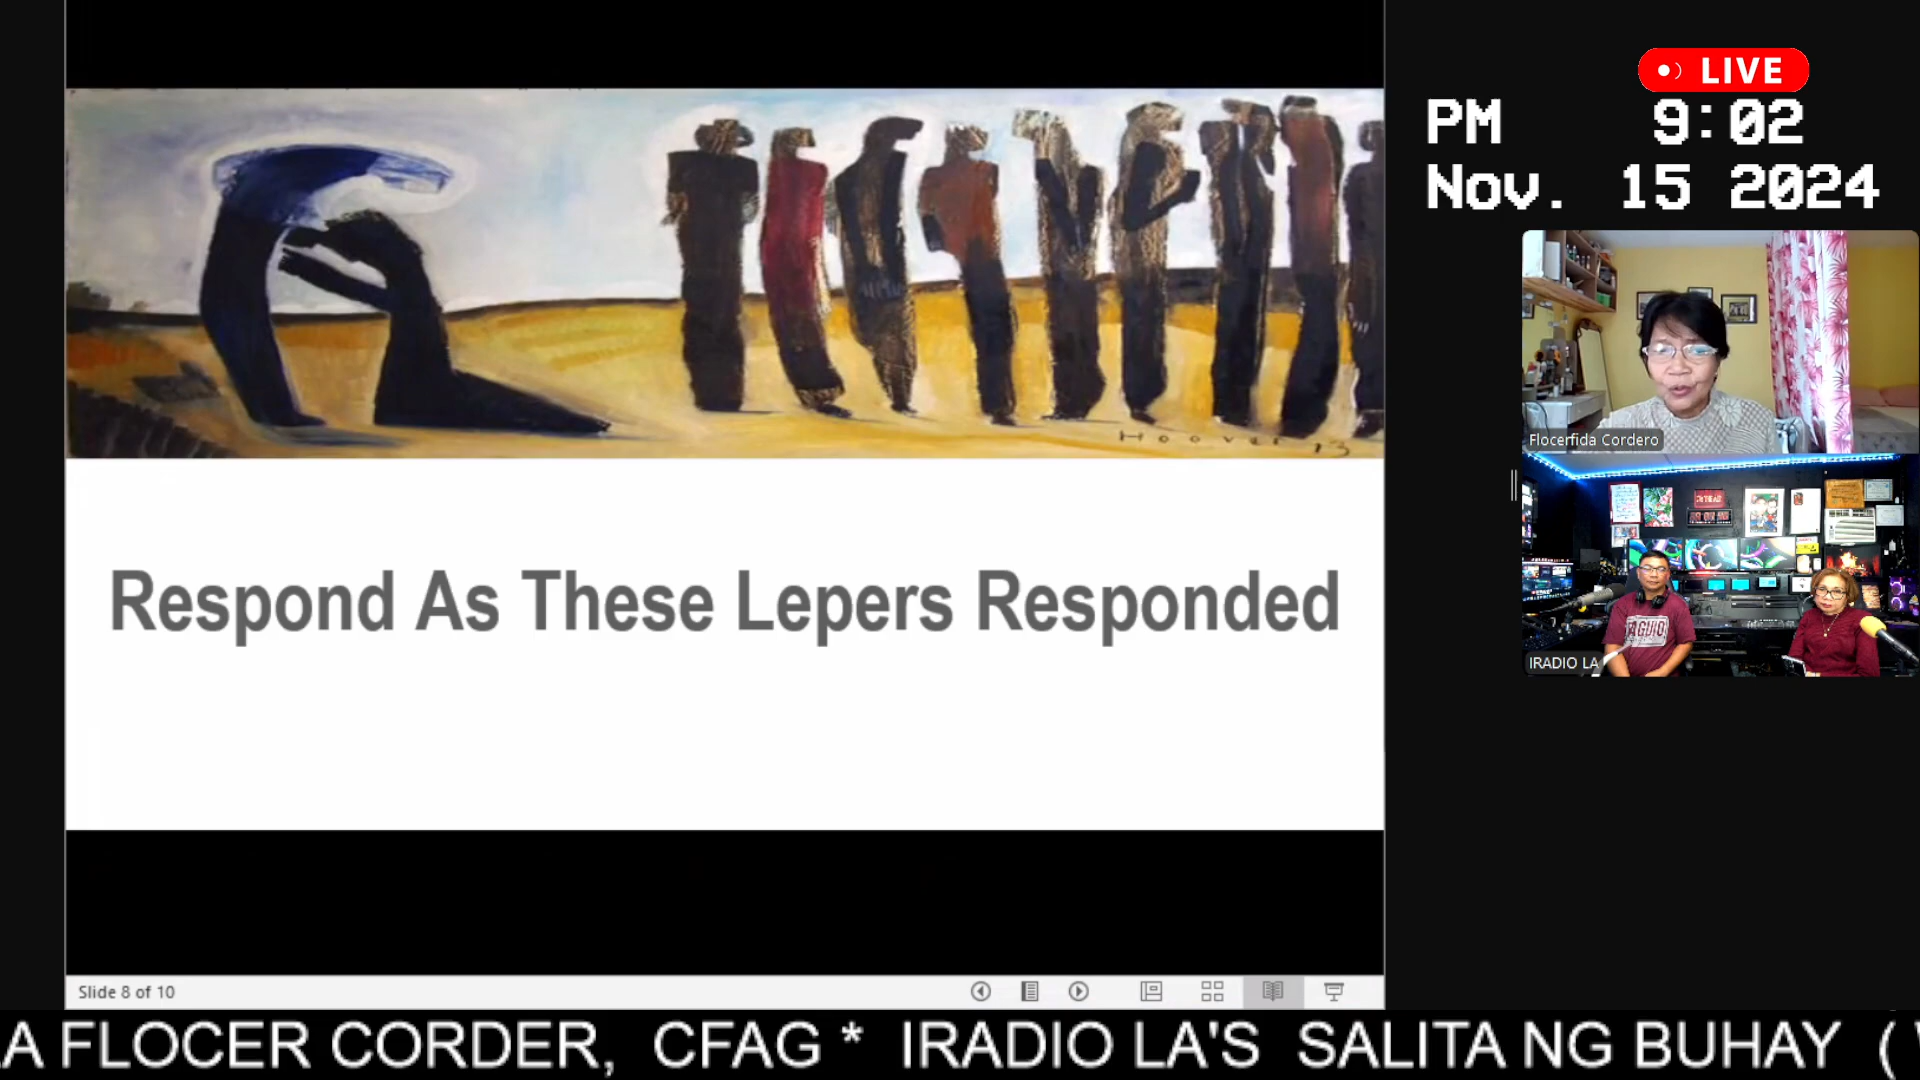 LIVE
PM 9:02
Nov. 15 2024
Hoover 13
Respond As These Lepers Responded
Flocerfida Cordero
IRADIO LA
Slide 8 of 10
A FLOCER CORDER, CFAG * IRADIO LA'S SALITA NG BUHAY (